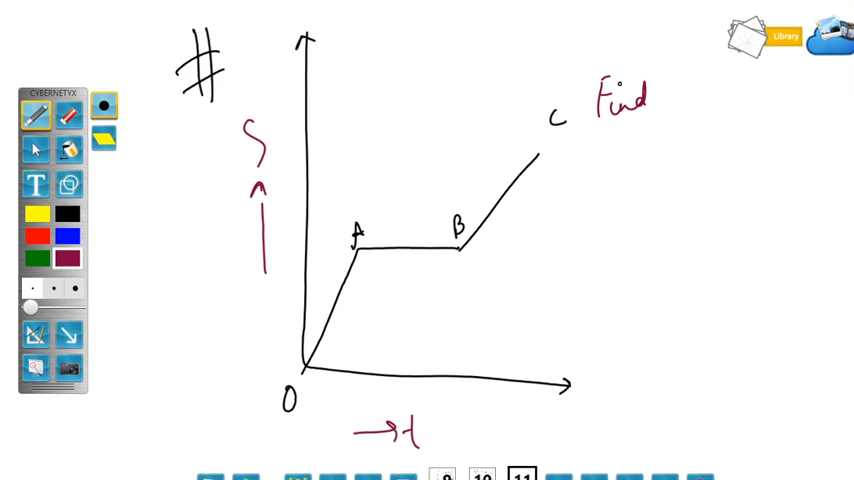 #
Library
CYBERNETYX
C Find
S
A B
T
O
→t
9 10 11